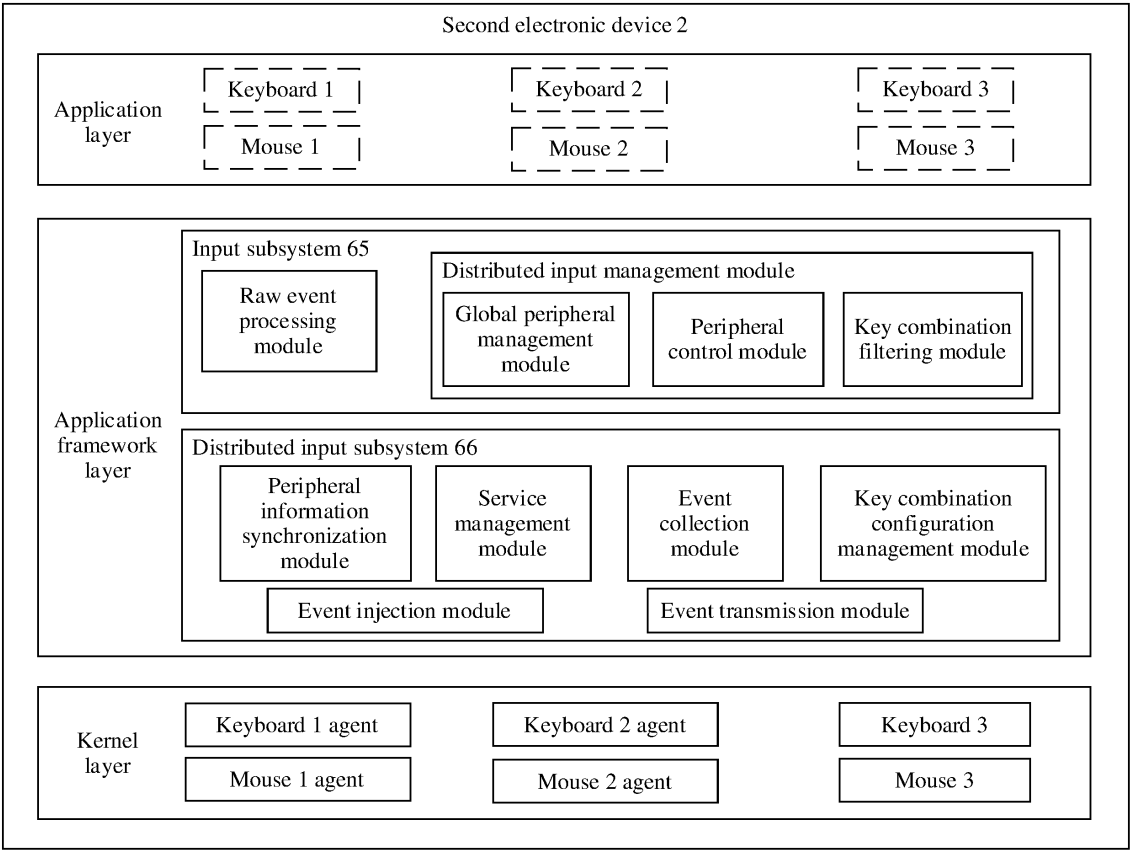 Second electronic device 2
Application
layer
Keyboard 1
Keyboard 2
Keyboard 3
Mouse 1
Mouse 2
Mouse 3
Application
framework
layer
Input subsystem 65
Raw event
processing
module
Distributed input management module
Global peripheral
management
module
Peripheral
control module
Key combination
filtering module
Distributed input subsystem 66
Peripheral
information
synchronization
module
Service
management
module
Event
collection
module
Key combination
configuration
management module
Event injection module
Event transmission module
Kernel
layer
Keyboard 1 agent
Keyboard 2 agent
Keyboard 3
Mouse 1 agent
Mouse 2 agent
Mouse 3